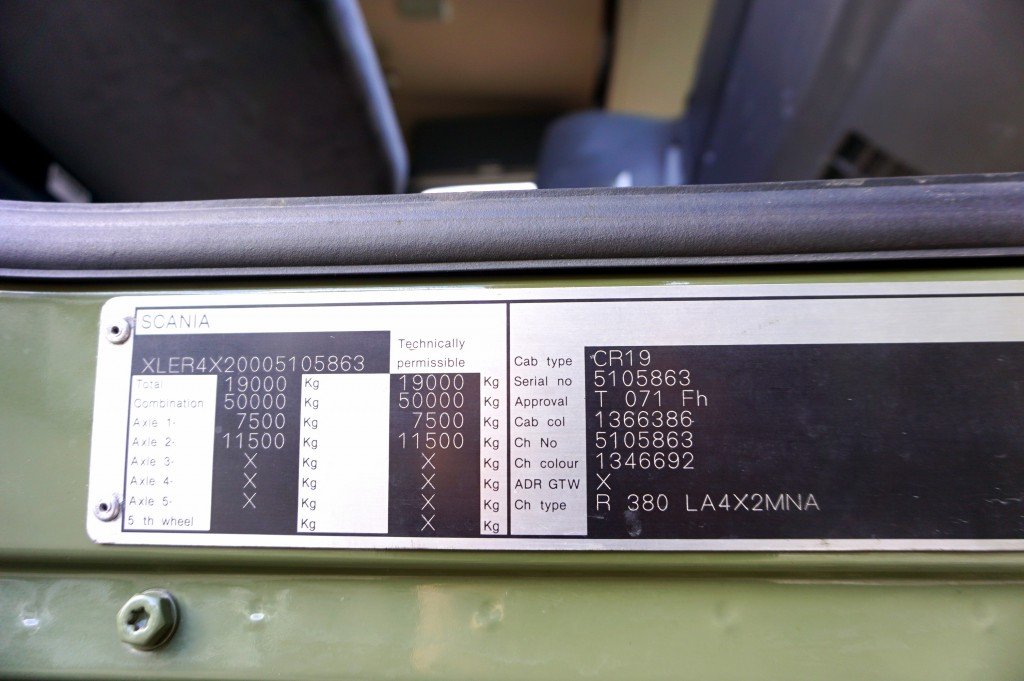 SCANIA
XLER4X20005105863
Technically
permissible
Total 19000 Kg 19000 Kg
Combination 50000 Kg 50000 Kg
Axle 1- 7500 Kg 7500 Kg
Axle 2- 11500 Kg 11500 Kg
Axle 3- X Kg X Kg
Axle 4- X Kg X Kg
Axle 5- X Kg X Kg
5 th wheel Kg X Kg
Cab type CR19
Serial no 5105863
Approval T 071 Fh
Cab col 1366386
Ch No 5105863
Ch colour 1346692
ADR GTW X
Ch type R 380 LA4X2MNA